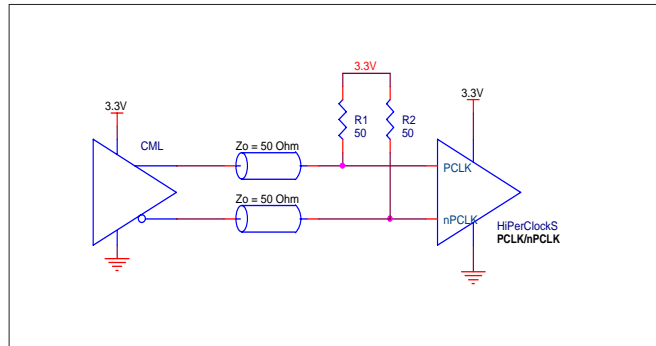 3.3V
3.3V
3.3V
CML
R1
50
R2
50
Zo = 50 Ohm
PCLK
Zo = 50 Ohm
nPCLK
HiPerClockS
PCLK/nPCLK